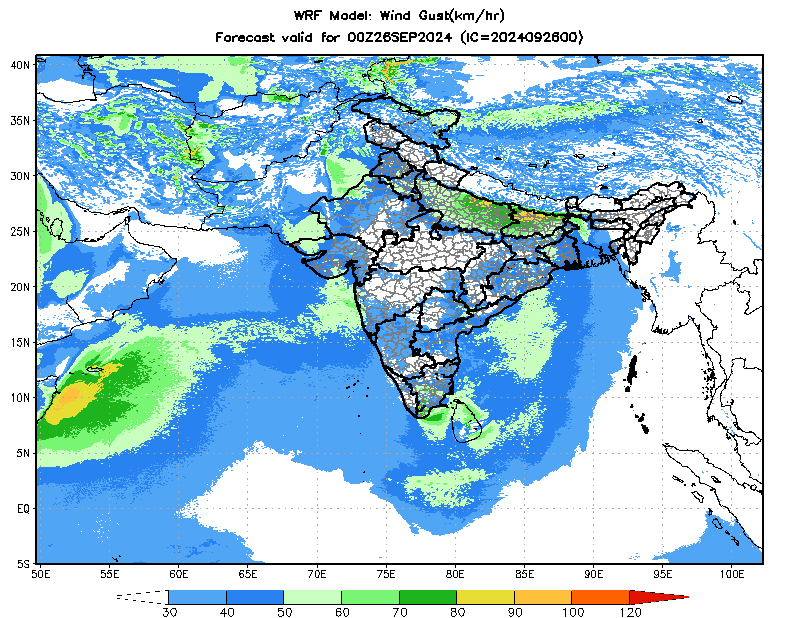 WRF Model: Wind Gust(km/hr)
Forecast valid for 00Z26SEP2024 (IC=2024092600)
40N
35N
30N
25N
20N
15N
10N
5N
EQ
5S
50E 55E 60E 65E 70E 75E 80E 85E 90E 95E 100E
30 40 50 60 70 80 90 100 120